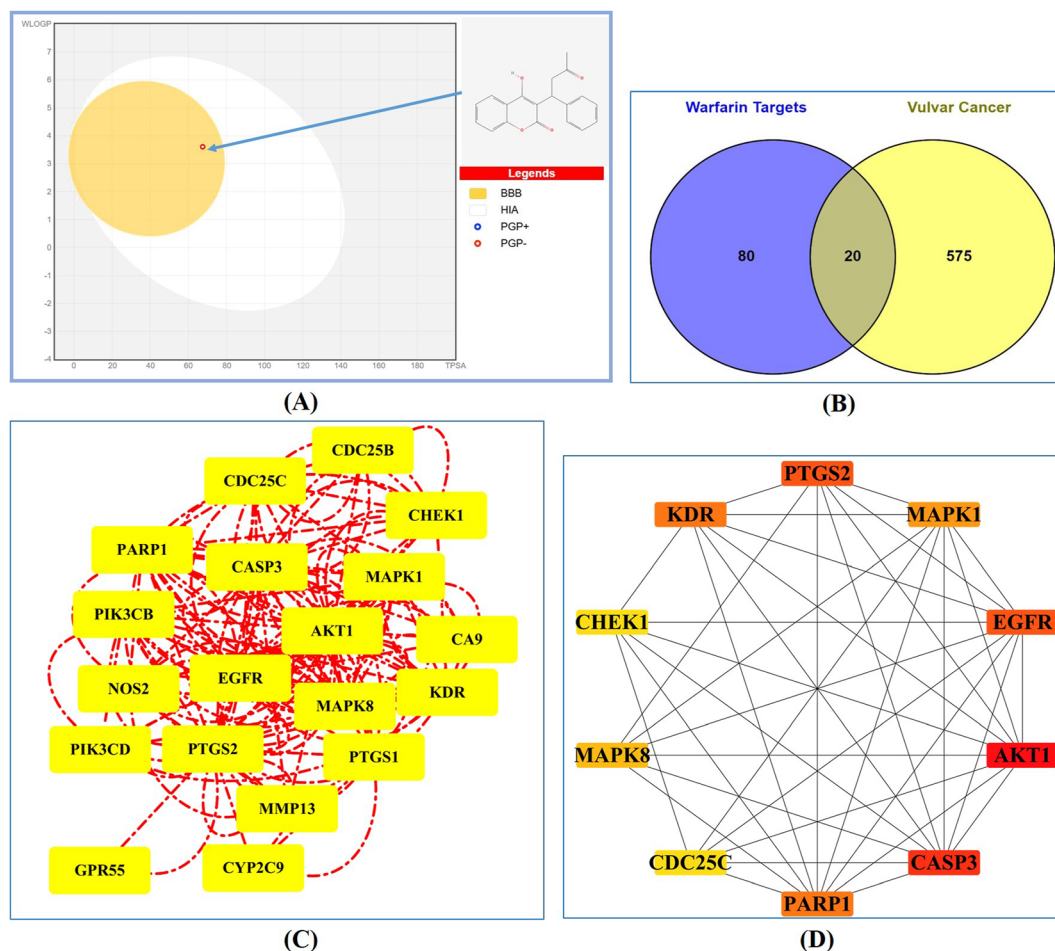 WLOGP
7
6
5
4
3
2
1
0
-1
-2
-3
-4
0 20 40 60 80 100 120 140 160 180 TPSA
H
O
O
O
O
Legends
BBB
HIA
PGP+
PGP-
(A)
Warfarin Targets Vulvar Cancer
80 20 575
(B)
CDC25B
CDC25C
CHEK1
PARP1
CASP3
MAPK1
PIK3CB
AKT1
CA9
NOS2
EGFR
KDR
MAPK8
PIK3CD
PTGS2
PTGS1
MMP13
GPR55
CYP2C9
(C)
PTGS2
KDR
MAPK1
CHEK1
EGFR
MAPK8
AKT1
CDC25C
CASP3
PARP1
(D)